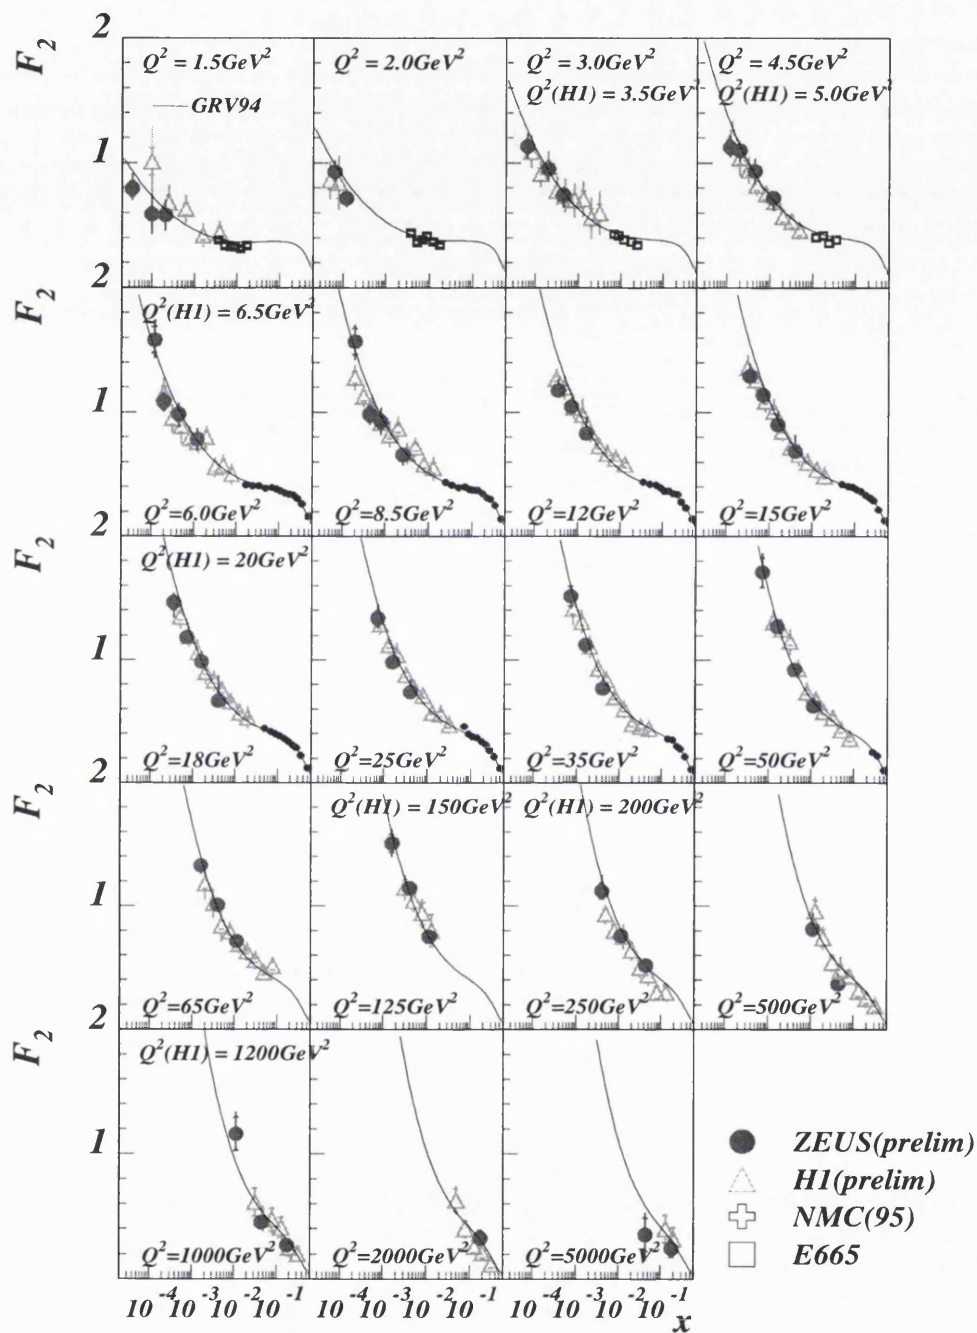 2
F2
Q² = 1.5GeV²
Q² = 2.0GeV²
Q² = 3.0GeV²
Q² = 4.5GeV²
GRV94
Q²(H1) = 3.5GeV²
Q²(H1) = 5.0GeV²
1
2
F2
Q²(H1) = 6.5GeV²
1
Q²=6.0GeV²
Q²=8.5GeV²
Q²=12GeV²
Q²=15GeV²
2
F2
Q²(H1) = 20GeV²
1
Q²=18GeV²
Q²=25GeV²
Q²=35GeV²
Q²=50GeV²
2
F2
Q²(H1) = 150GeV²
Q²(H1) = 200GeV²
1
Q²=65GeV²
Q²=125GeV²
Q²=250GeV²
Q²=500GeV²
2
F2
Q²(H1) = 1200GeV²
1
ZEUS(prelim)
H1(prelim)
NMC(95)
E665
Q²=1000GeV²
Q²=2000GeV²
Q²=5000GeV²
10⁻⁴ 10⁻³ 10⁻² 10⁻¹
10⁻⁴ 10⁻³ 10⁻² 10⁻¹
10⁻⁴ 10⁻³ 10⁻² 10⁻¹
x